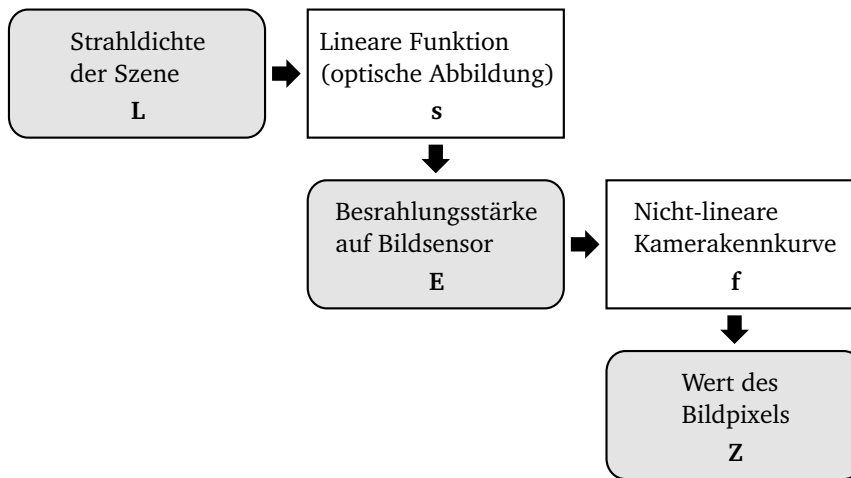 Strahldichte
der Szene
L
Lineare Funktion
(optische Abbildung)
s
Besrahlungsstärke
auf Bildsensor
E
Nicht-lineare
Kamerakennkurve
f
Wert des
Bildpixels
Z